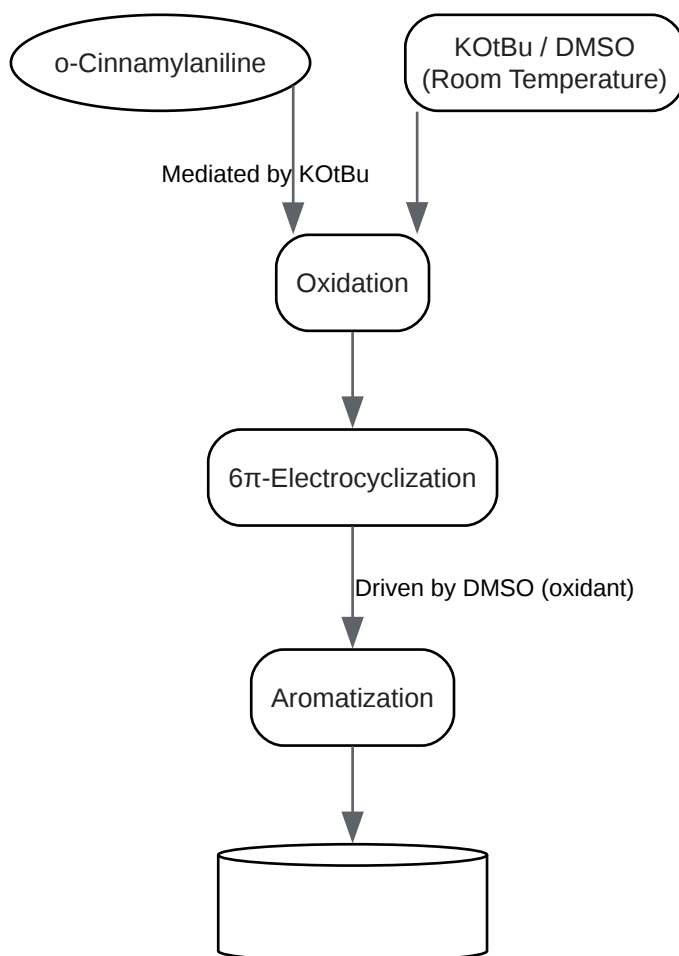 o-Cinnamylaniline
KOtBu / DMSO
(Room Temperature)
Mediated by KOtBu
Oxidation
6π-Electrocyclization
Driven by DMSO (oxidant)
Aromatization